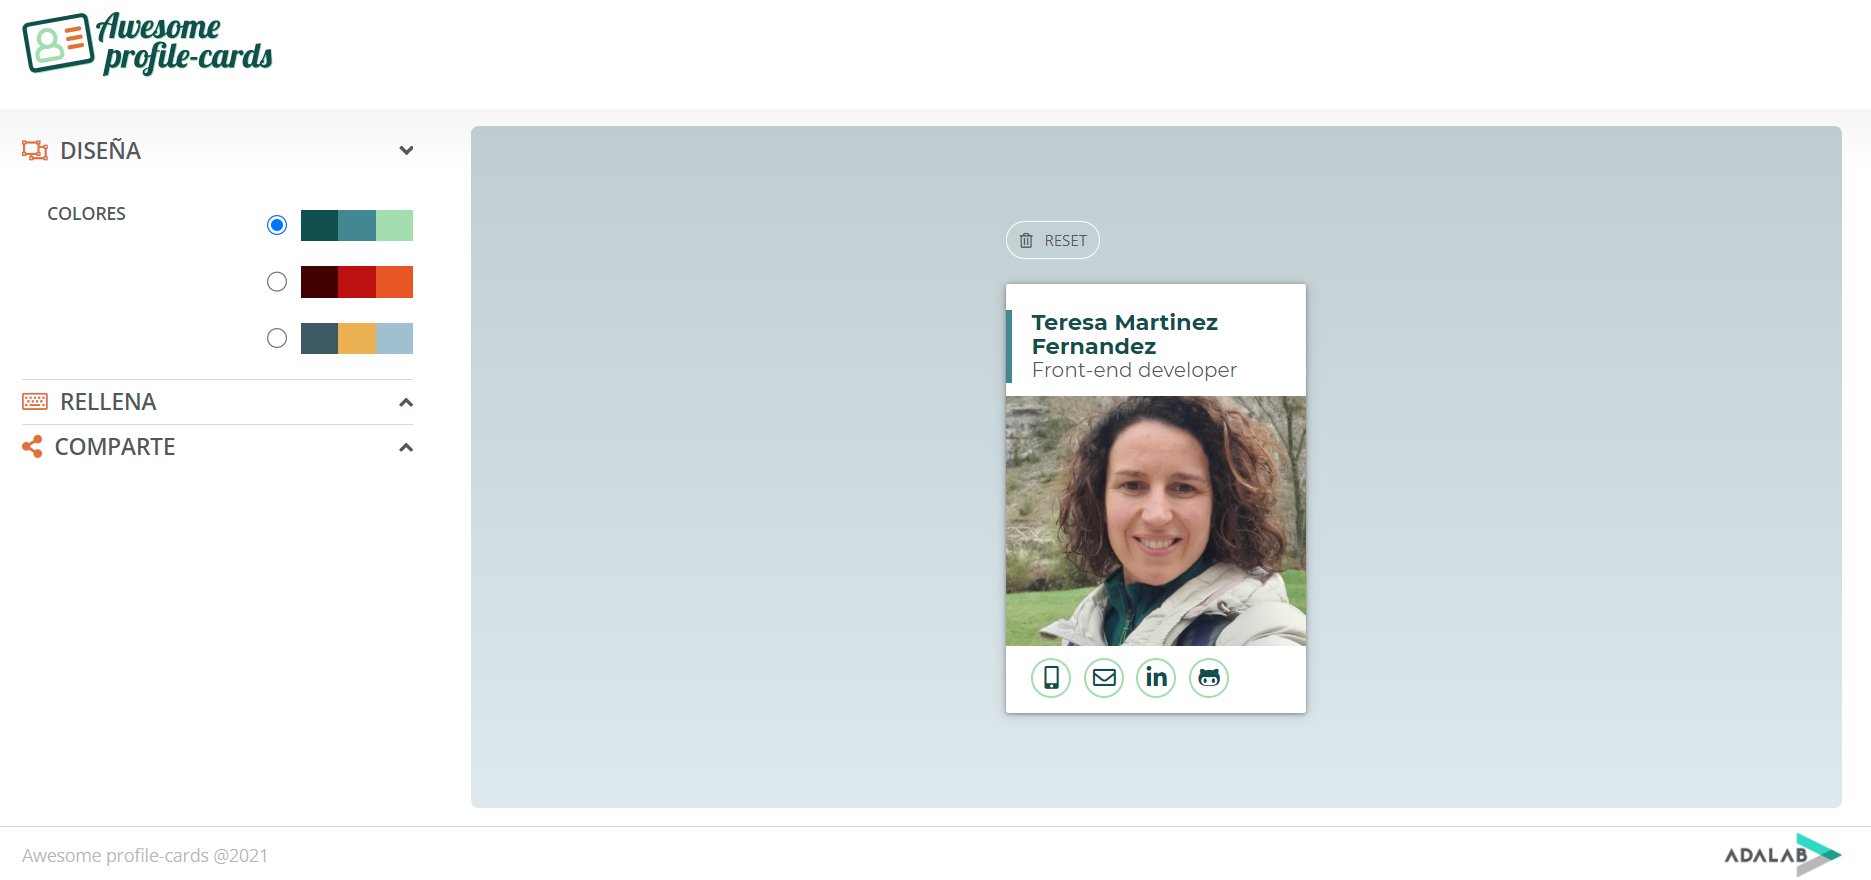 Awesome
profile-cards
DISEÑA
COLORES
RELLENA
COMPARTE
RESET
Teresa Martinez
Fernandez
Front-end developer
in
Awesome profile-cards @2021
ADALAB